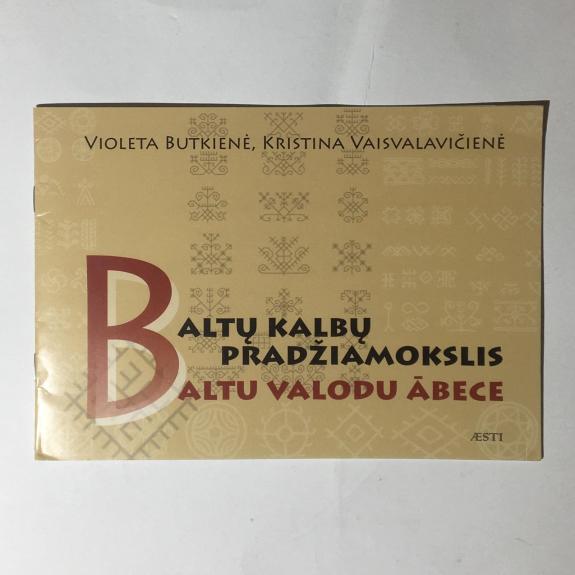 VIOLETA BUTKIENĖ, KRISTINA VAISVALAVIČIENĖ
BALTŲ KALBŲ
PRADŽIAMOKSLIS
BALTU VALODU ĀBECE
ÆSTI